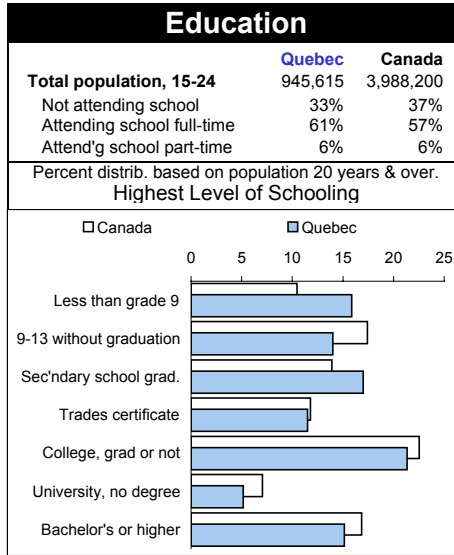 Education
Quebec Canada
Total population, 15-24 945,615 3,988,200
Not attending school 33% 37%
Attending school full-time 61% 57%
Attend'g school part-time 6% 6%
Percent distrib. based on population 20 years & over.
Highest Level of Schooling
Canada Quebec
0 5 10 15 20 25
Less than grade 9
9-13 without graduation
Sec'ndary school grad.
Trades certificate
College, grad or not
University, no degree
Bachelor's or higher